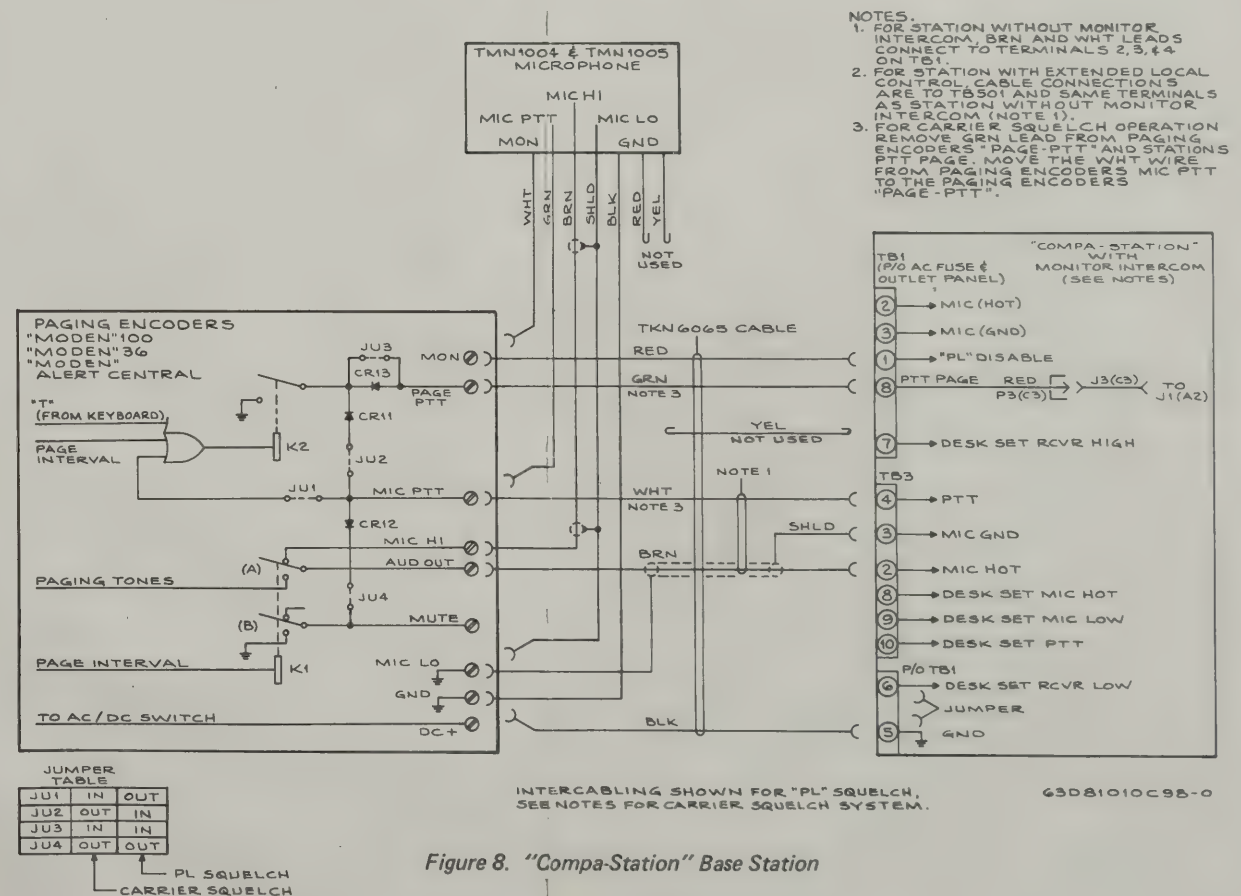 NOTES.
1. FOR STATION WITHOUT MONITOR
INTERCOM, BRN AND WHT LEADS
CONNECT TO TERMINALS 2,3,&4
ON TB1.
2. FOR STATION WITH EXTENDED LOCAL
CONTROL, CABLE CONNECTIONS
ARE TO TB501 AND SAME TERMINALS
AS STATION WITHOUT MONITOR
INTERCOM (NOTE 1).
3. FOR CARRIER SQUELCH OPERATION
REMOVE GRN LEAD FROM PAGING
ENCODERS "PAGE-PTT" AND STATIONS
PTT PAGE. MOVE THE WHT WIRE
FROM PAGING ENCODERS MIC PTT
TO THE PAGING ENCODERS
"PAGE-PTT".
TMN1004 & TMN1005
MICROPHONE
MIC HI
MIC PTT
MIC LO
MON
GND
WHT
GRN
BRN
SHLD
BLK
RED
YEL
NOT
USED
PAGING ENCODERS
"MODEN" 100
"MODEN" 36
"MODEN"
ALERT CENTRAL
"T"
(FROM KEYBOARD)
PAGE
INTERVAL
K2
JU3
CR13
CR11
JU2
JU1
CR12
JU4
MON
PAGE
PTT
MIC PTT
MIC HI
AUD OUT
MUTE
MIC LO
GND
DC+
(A)
PAGING TONES
(B)
PAGE INTERVAL
K1
TO AC/DC SWITCH
TKN6065 CABLE
RED
GRN
NOTE 3
YEL
NOT USED
NOTE 1
WHT
NOTE 3
SHLD
BRN
BLK
TB1
(P/O AC FUSE &
OUTLET PANEL)
"COMPA-STATION"
WITH
MONITOR INTERCOM
(SEE NOTES)
2 MIC (HOT)
3 MIC (GND)
1 "PL" DISABLE
8 PTT PAGE RED P3(C3) J3(C3) TO J1(A2)
7 DESK SET RCVR HIGH
TB3
4 PTT
3 MIC GND
2 MIC HOT
8 DESK SET MIC HOT
9 DESK SET MIC LOW
10 DESK SET PTT
P/O TB1
6 DESK SET RCVR LOW
JUMPER
5 GND
JUMPER
TABLE
JU1 IN OUT
JU2 OUT IN
JU3 IN IN
JU4 OUT OUT
PL SQUELCH
CARRIER SQUELCH
INTERCABLING SHOWN FOR "PL" SQUELCH,
SEE NOTES FOR CARRIER SQUELCH SYSTEM.
63D81010C98-O
Figure 8. "Compa-Station" Base Station